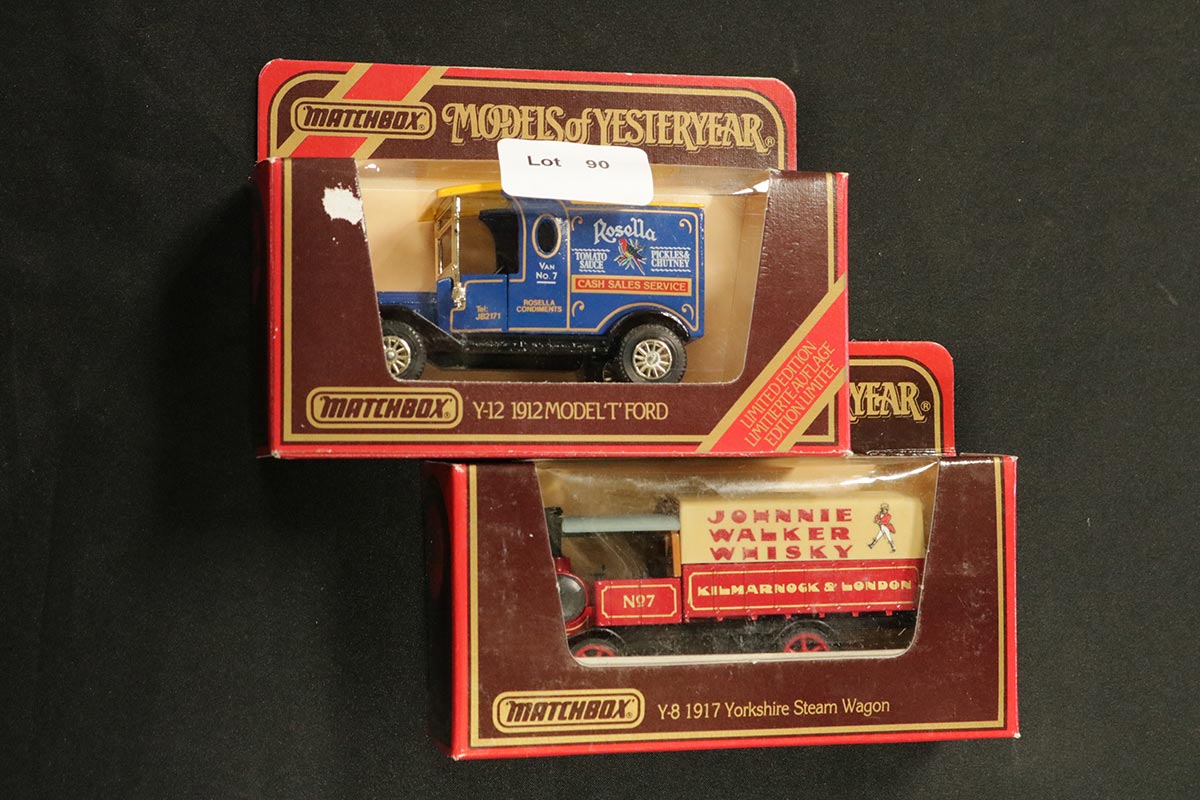 MATCHBOX®
MODELS of YESTERYEAR®
Lot 90
Rosella
TOMATO SAUCE
PICKLES & CHUTNEY
CASH SALES SERVICE
VAN
No. 7
ROSELLA
CONDIMENTS
Tel:
JB2171
MATCHBOX®
Y-12 1912 MODEL 'T' FORD
LIMITED EDITION
LIMITIERTE AUFLAGE
EDITION LIMITEE
YEAR®
JOHNNIE
WALKER
WHISKY
KILMARNOCK & LONDON
Nº7
MATCHBOX®
Y-8 1917 Yorkshire Steam Wagon